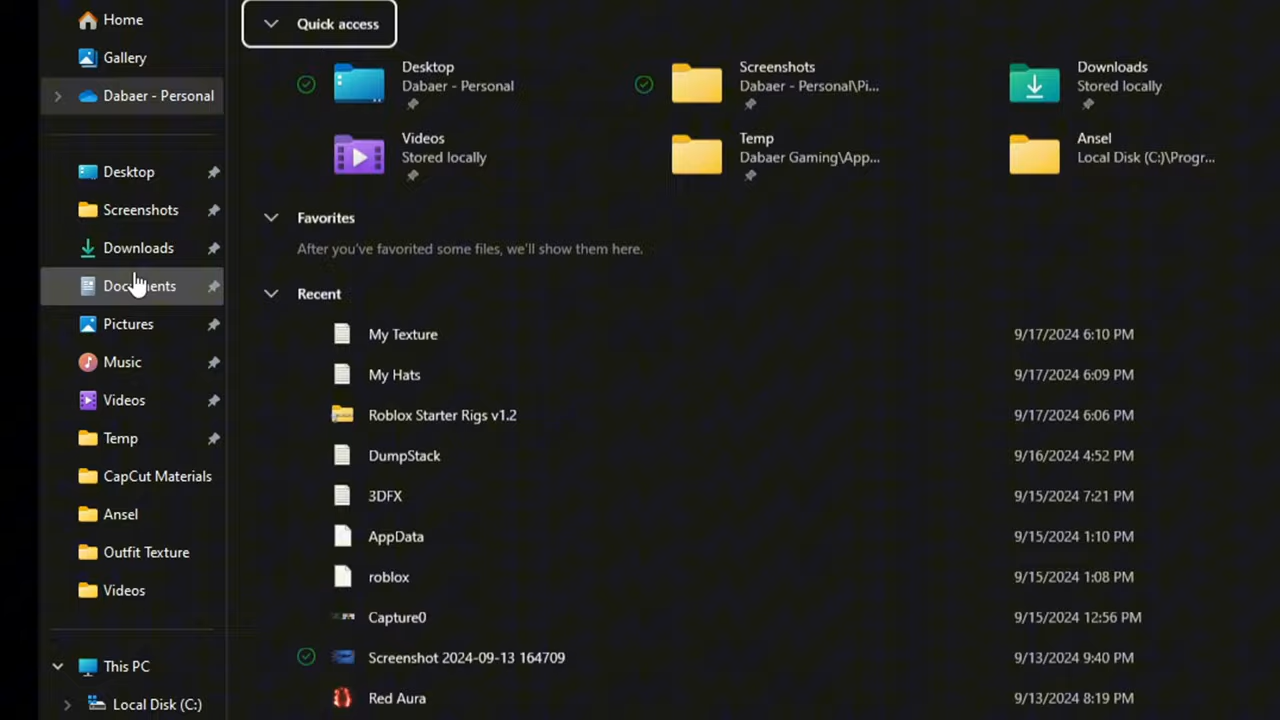 Home
Gallery
Dabaer - Personal
Desktop
Screenshots
Downloads
Documents
Pictures
Music
Videos
Temp
CapCut Materials
Ansel
Outfit Texture
Videos
This PC
Local Disk (C:)
Quick access
Desktop
Dabaer - Personal
Screenshots
Dabaer - Personal\Pi...
Downloads
Stored locally
Videos
Stored locally
Temp
Dabaer Gaming\App...
Ansel
Local Disk (C:)\Progr...
Favorites
After you've favorited some files, we'll show them here.
Recent
My Texture 9/17/2024 6:10 PM
My Hats 9/17/2024 6:09 PM
Roblox Starter Rigs v1.2 9/17/2024 6:06 PM
DumpStack 9/16/2024 4:52 PM
3DFX 9/15/2024 7:21 PM
AppData 9/15/2024 1:10 PM
roblox 9/15/2024 1:08 PM
Capture0 9/15/2024 12:56 PM
Screenshot 2024-09-13 164709 9/13/2024 9:40 PM
Red Aura 9/13/2024 8:19 PM